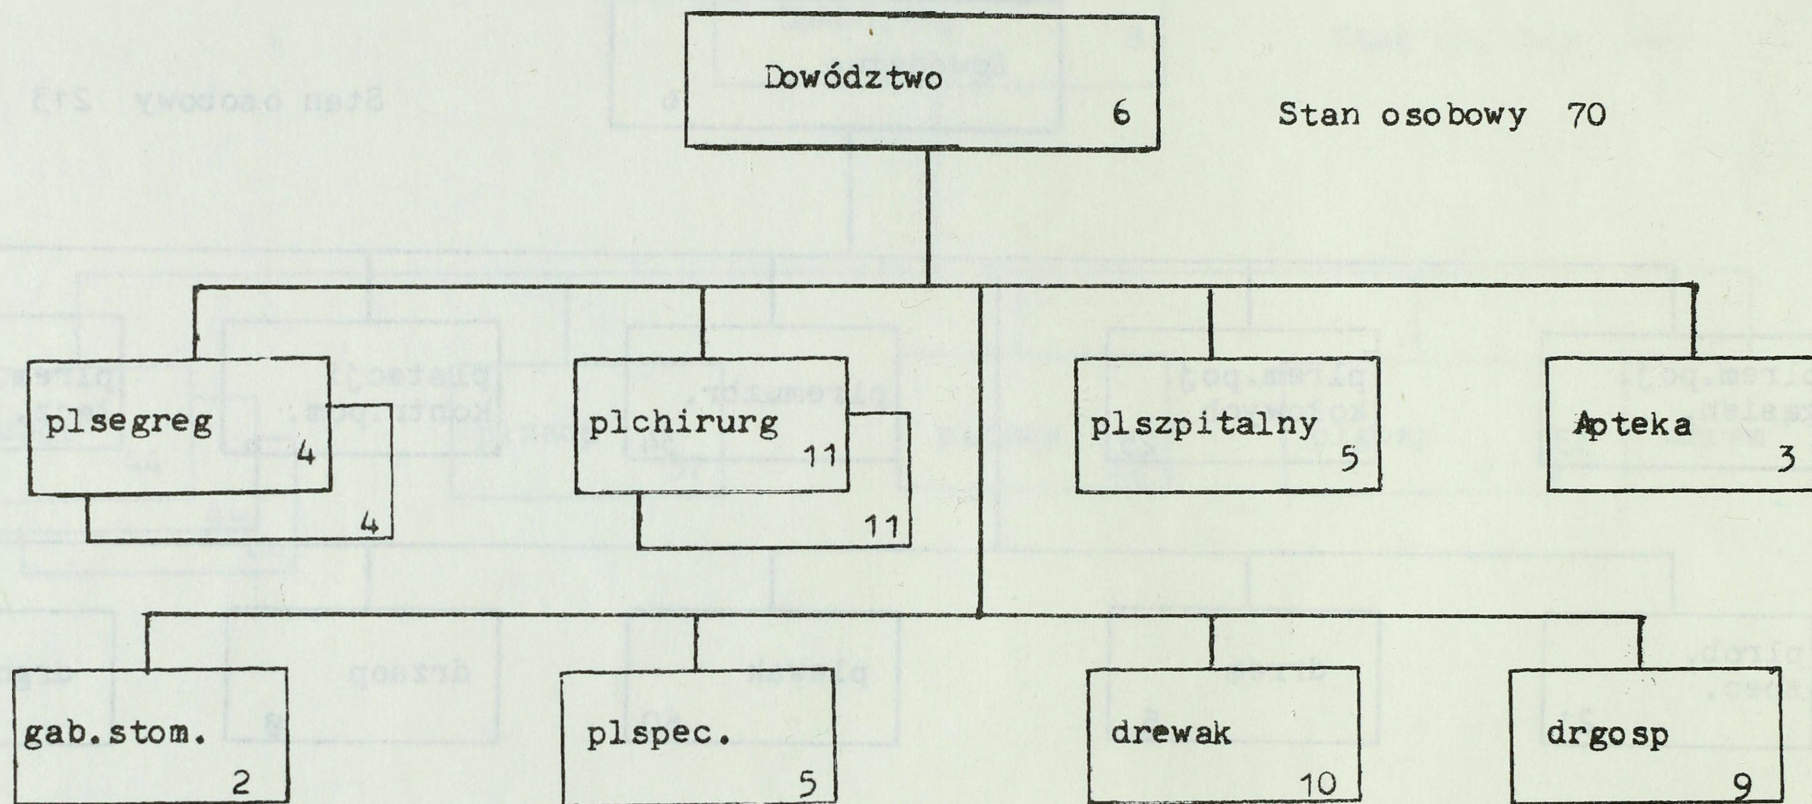 Dowództwo
6
Stan osobowy 70
plsegreg
4
4
plchirurg
11
11
plszpitalny
5
Apteka
3
gab.stom.
2
plspec.
5
drewak
10
drgosp
9